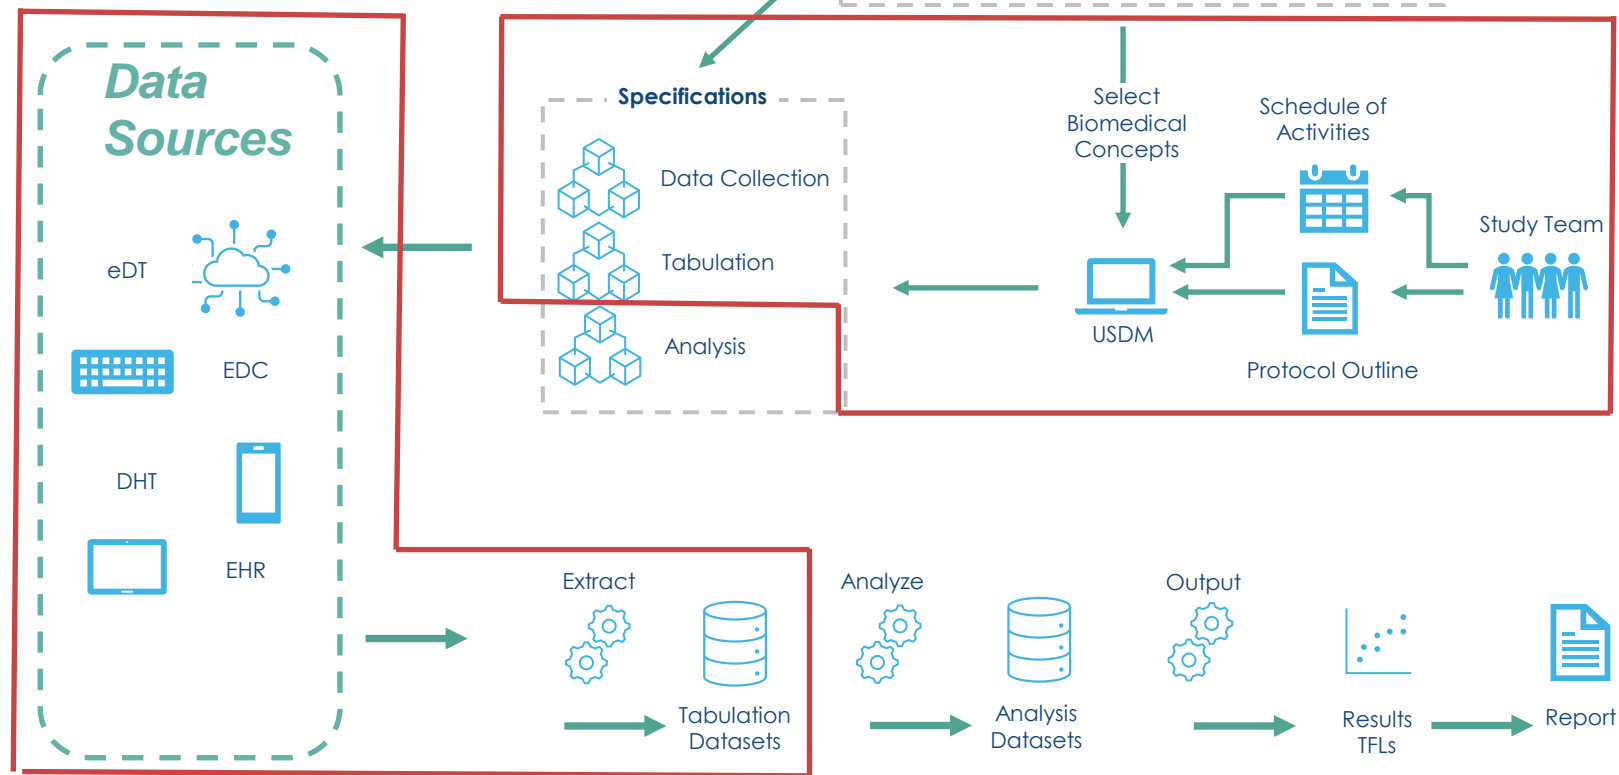 Data
Sources
eDT
EDC
DHT
EHR
Specifications
Data Collection
Tabulation
Analysis
Select
Biomedical
Concepts
Schedule of
Activities
Study Team
USDM
Protocol Outline
Extract
Tabulation
Datasets
Analyze
Analysis
Datasets
Output
Results
TFLs
Report